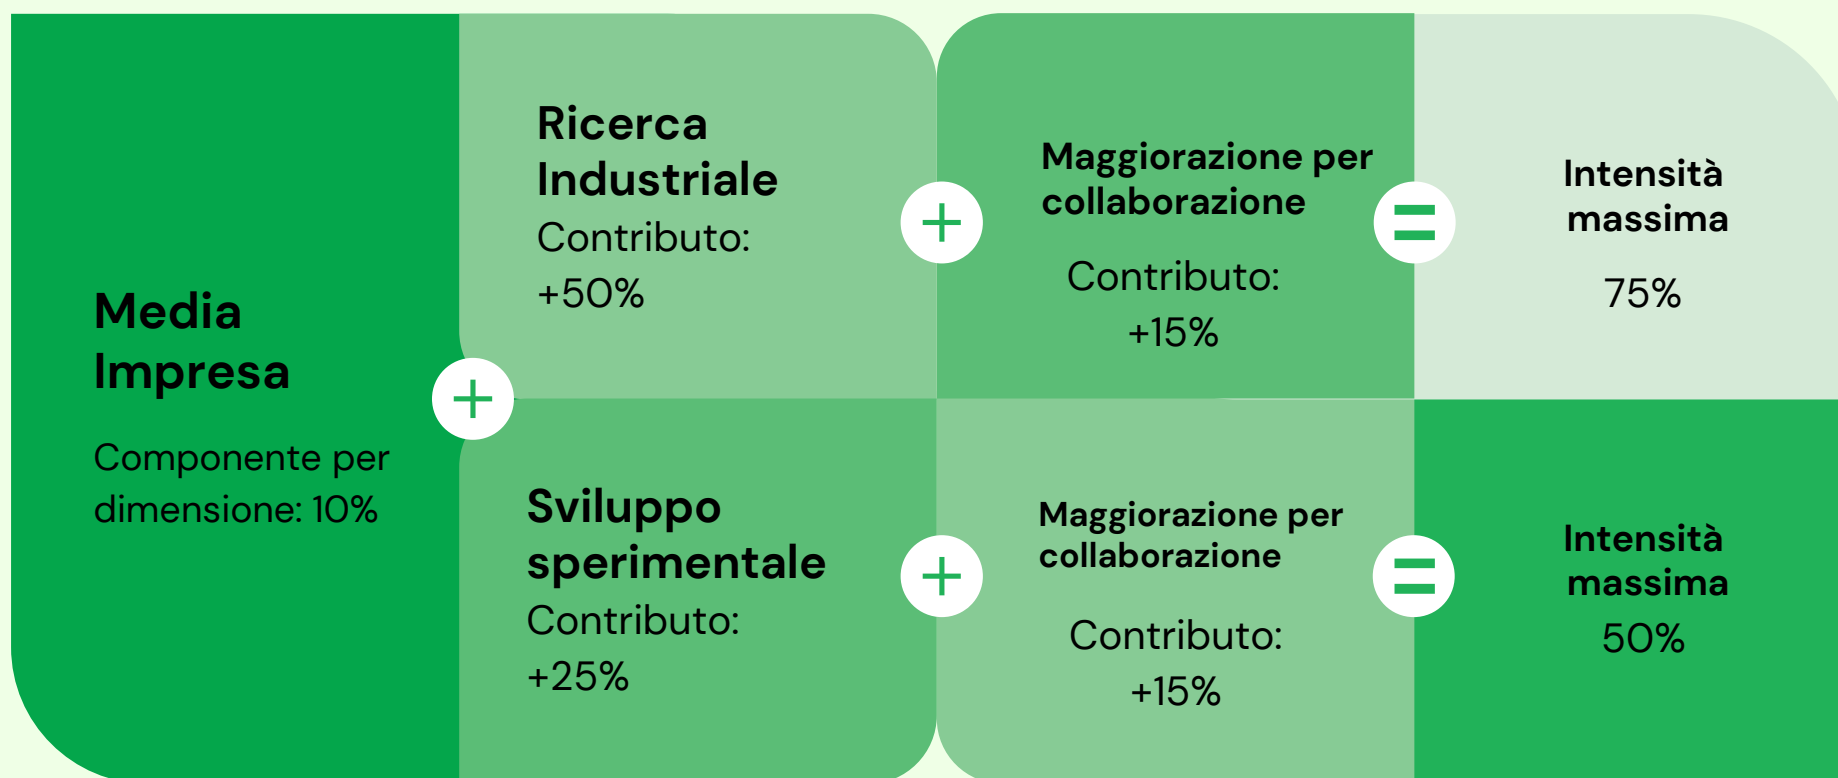 Media
Impresa
Componente per
dimensione: 10%
+
Ricerca
Industriale
Contributo:
+50%
+
Maggiorazione per
collaborazione
Contributo:
+15%
=
Intensità
massima
75%
Sviluppo
sperimentale
Contributo:
+25%
+
Maggiorazione per
collaborazione
Contributo:
+15%
=
Intensità
massima
50%